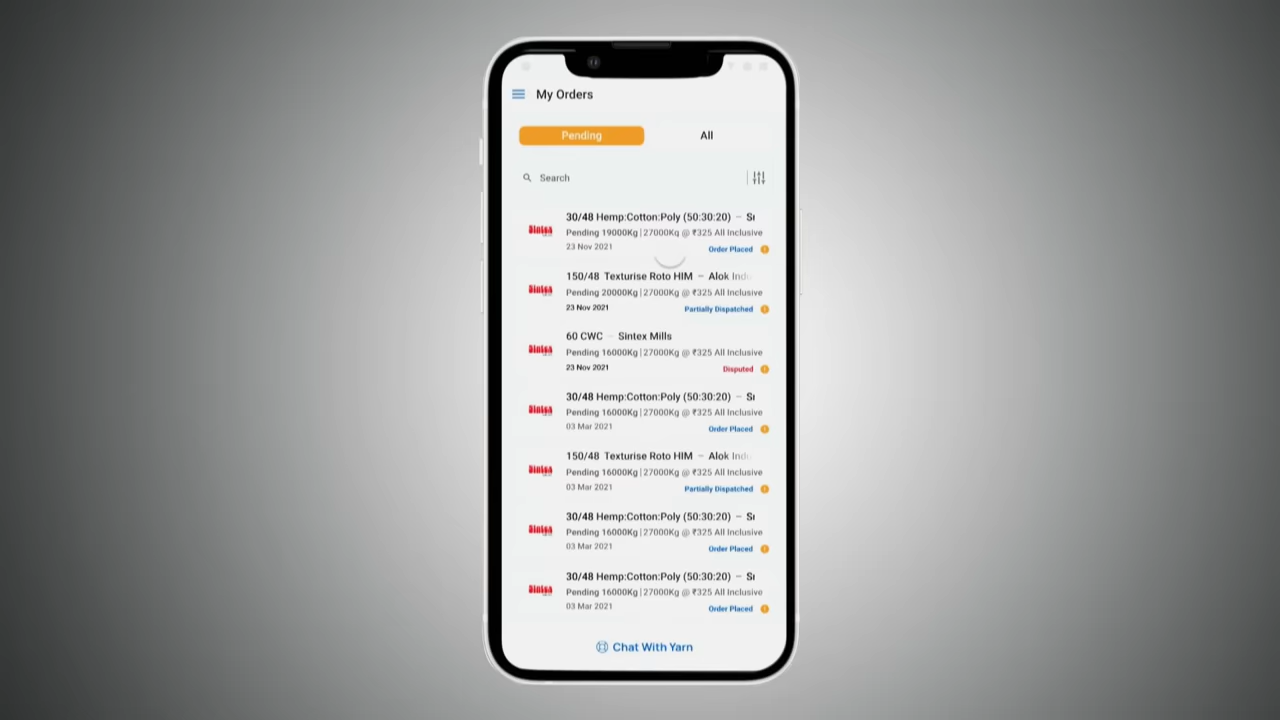 My Orders
Pending
All
Search
30/48 Hemp:Cotton:Poly (50:30:20) – Si
Pending 19000Kg|27000Kg @ ₹325 All Inclusive
23 Nov 2021
Order Placed
150/48 Texturise Roto HIM – Alok Ind
Pending 20000Kg|27000Kg @ ₹325 All Inclusive
23 Nov 2021
Partially Dispatched
60 CWC – Sintex Mills
Pending 16000Kg|27000Kg @ ₹325 All Inclusive
23 Nov 2021
Disputed
30/48 Hemp:Cotton:Poly (50:30:20) – Si
Pending 16000Kg|27000Kg @ ₹325 All Inclusive
03 Mar 2021
Order Placed
150/48 Texturise Roto HIM – Alok Ind
Pending 16000Kg|27000Kg @ ₹325 All Inclusive
03 Mar 2021
Partially Dispatched
30/48 Hemp:Cotton:Poly (50:30:20) – Si
Pending 16000Kg|27000Kg @ ₹325 All Inclusive
03 Mar 2021
Order Placed
30/48 Hemp:Cotton:Poly (50:30:20) – Si
Pending 16000Kg|27000Kg @ ₹325 All Inclusive
03 Mar 2021
Order Placed
Chat With Yarn